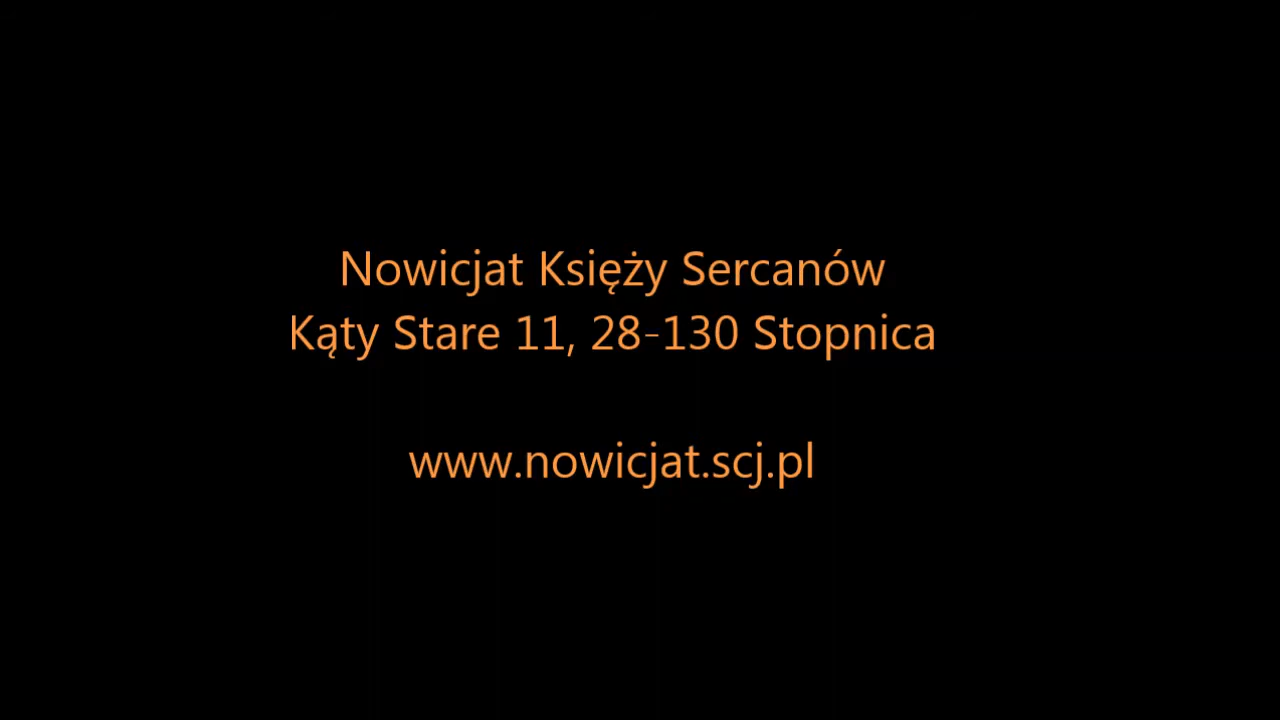 Nowicjat Księży Sercanów
Kąty Stare 11, 28-130 Stopnica
www.nowicjat.scj.pl